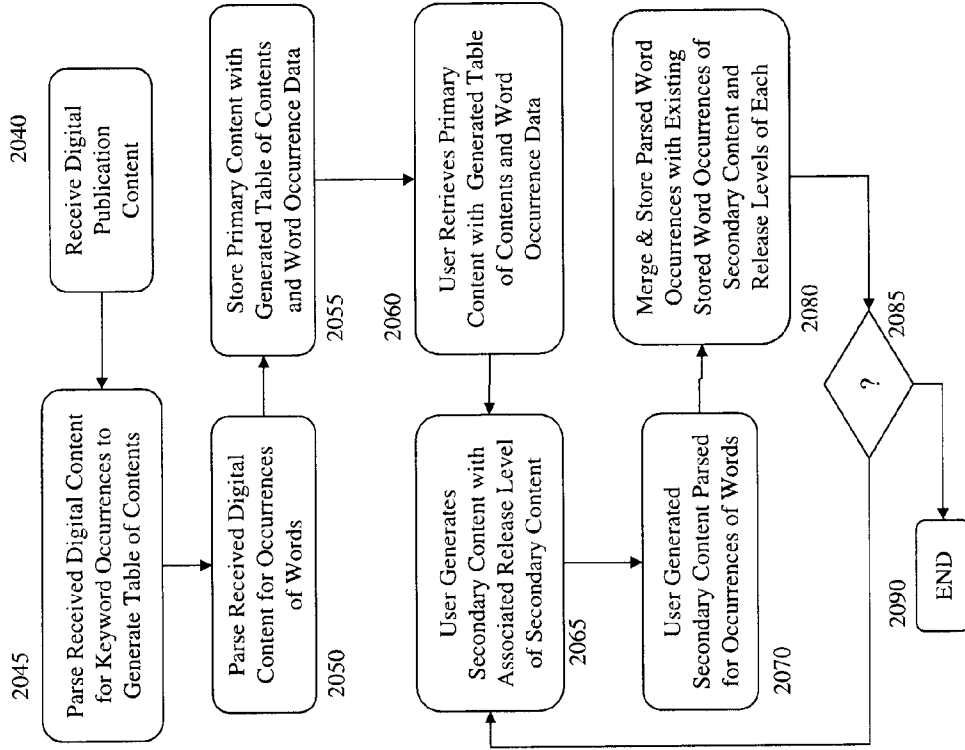 2040
Receive Digital
Publication
Content
2045
Parse Received Digital Content
for Keyword Occurrences to
Generate Table of Contents
Parse Received Digital
Content for Occurrences
of Words
2050
Store Primary Content with
Generated Table of Contents
and Word Occurrence Data
2055
2060
User Retrieves Primary
Content with Generated Table
of Contents and Word
Occurrence Data
User Generates
Secondary Content with
Associated Release Level
of Secondary Content
2065
User Generated
Secondary Content Parsed
for Occurrences of Words
2070
Merge & Store Parsed Word
Occurrences with Existing
Stored Word Occurrences of
Secondary Content and
Release Levels of Each
2080
2085
?
2090
END